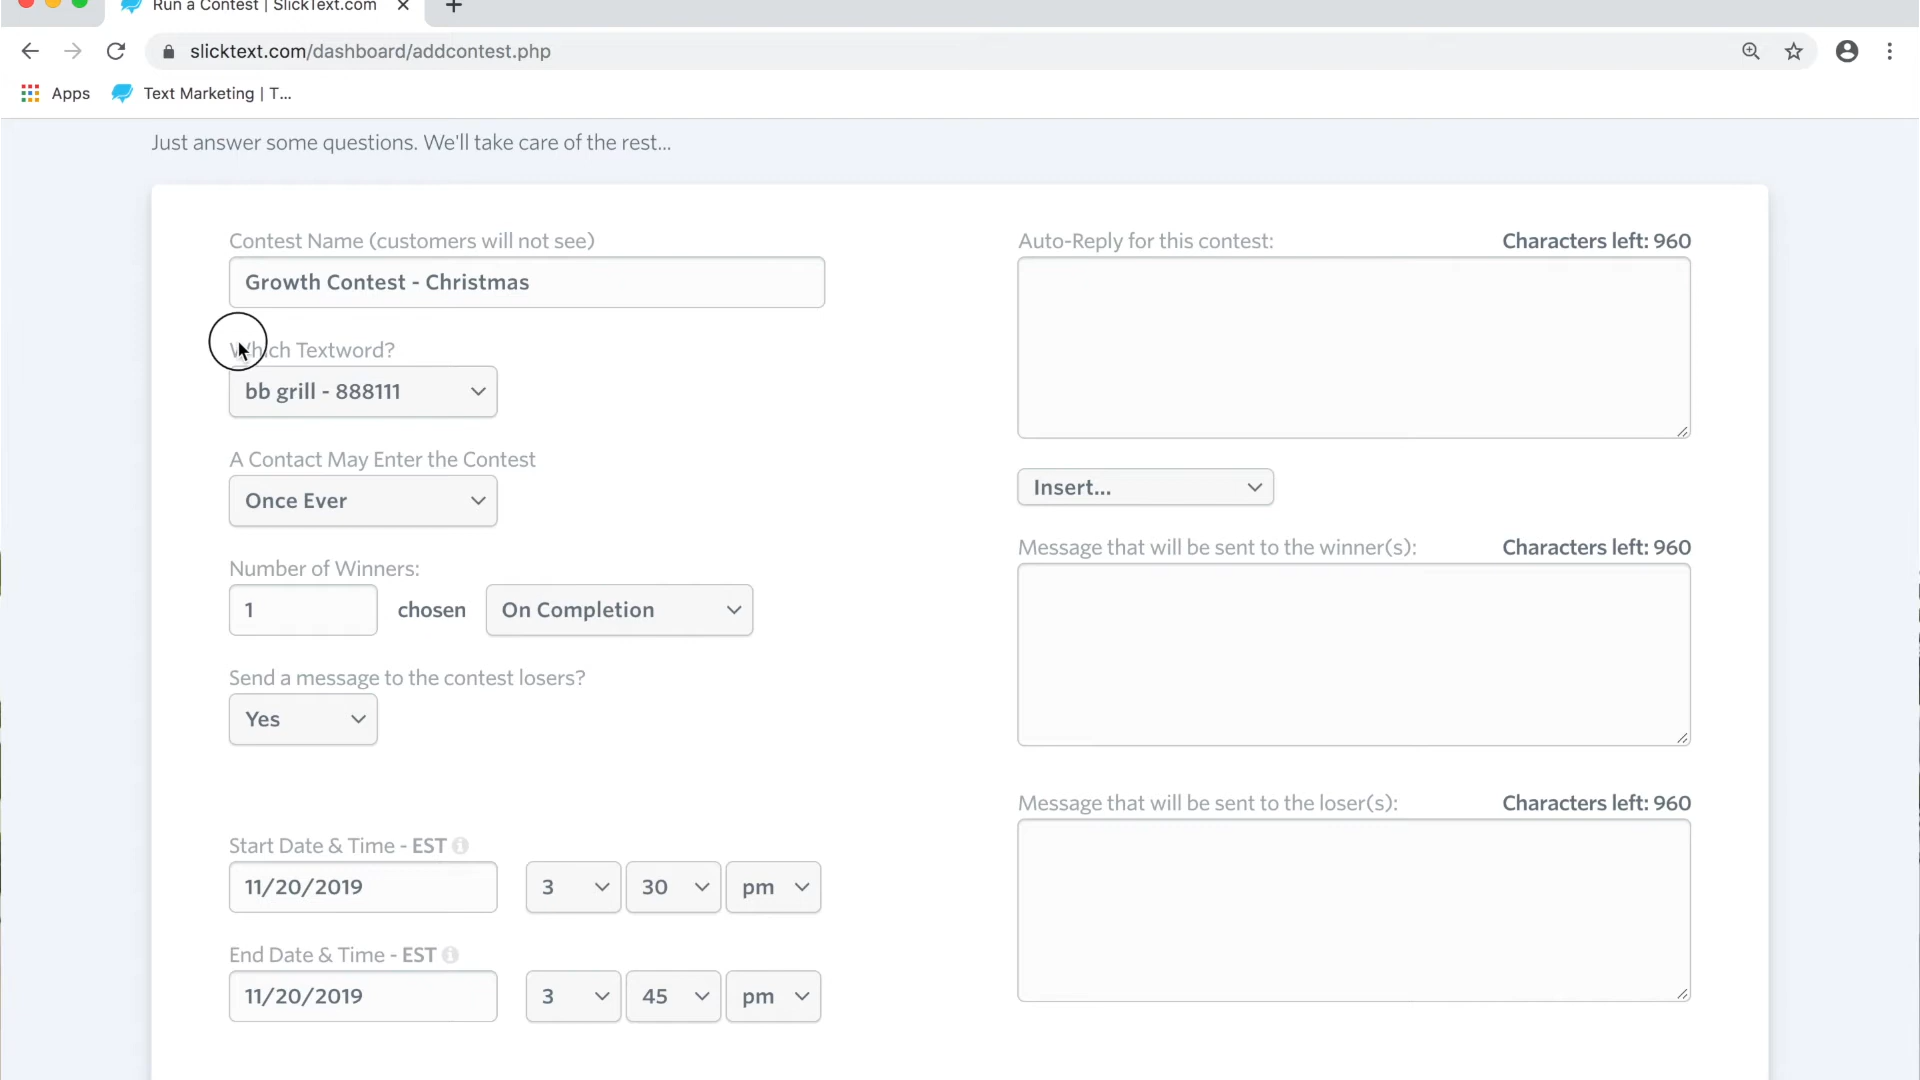 Run a Contest | SlickText.com
slicktext.com/dashboard/addcontest.php
Apps
Text Marketing | T...
Just answer some questions. We'll take care of the rest...
Contest Name (customers will not see)
Growth Contest - Christmas
Which Textword?
bb grill - 888111
A Contact May Enter the Contest
Once Ever
Number of Winners:
1 chosen On Completion
Send a message to the contest losers?
Yes
Start Date & Time - EST
11/20/2019 3 30 pm
End Date & Time - EST
11/20/2019 3 45 pm
Auto-Reply for this contest: Characters left: 960
Insert...
Message that will be sent to the winner(s): Characters left: 960
Message that will be sent to the loser(s): Characters left: 960